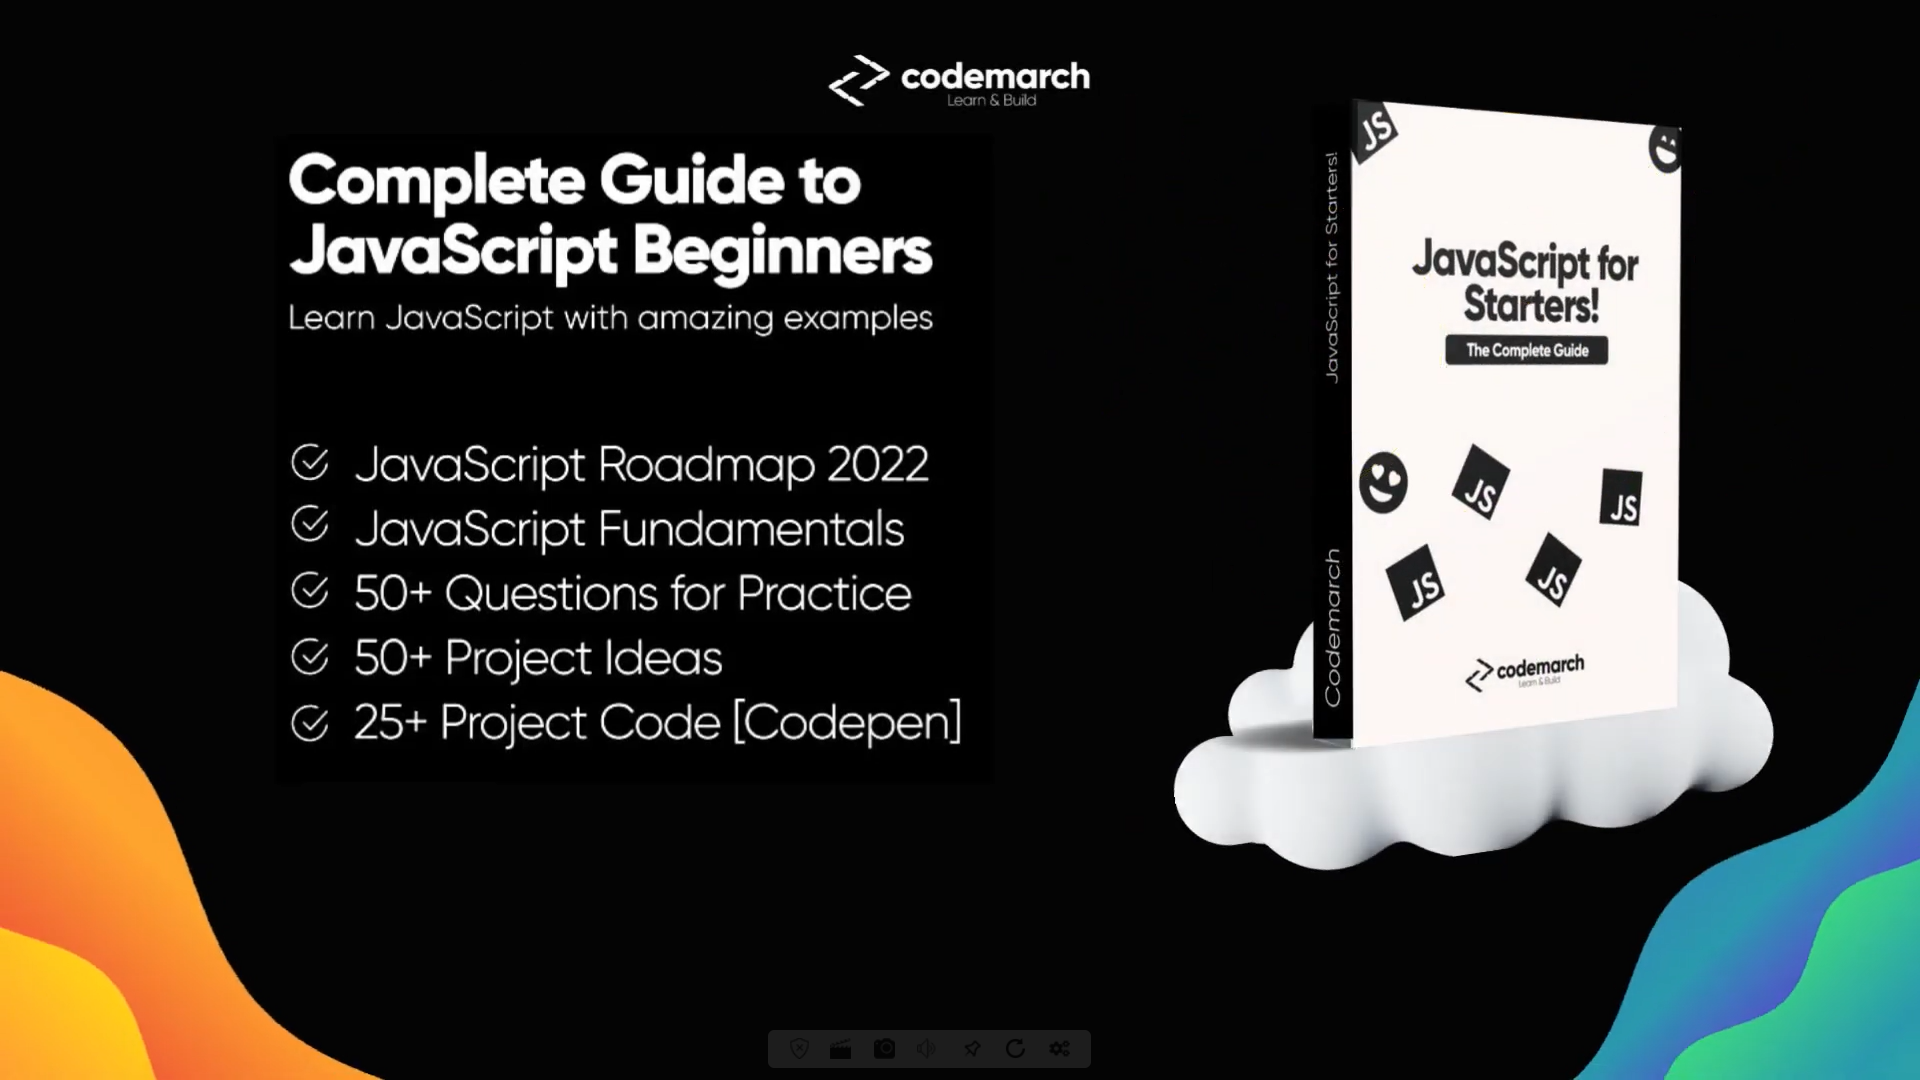 codemarch
Learn & Build
Complete Guide to
JavaScript Beginners
Learn JavaScript with amazing examples
JavaScript Roadmap 2022
JavaScript Fundamentals
50+ Questions for Practice
50+ Project Ideas
25+ Project Code [Codepen]
JavaScript for Starters!
Codemarch
JS
JavaScript for
Starters!
The Complete Guide
JS
JS
JS
JS
codemarch
Learn & Build